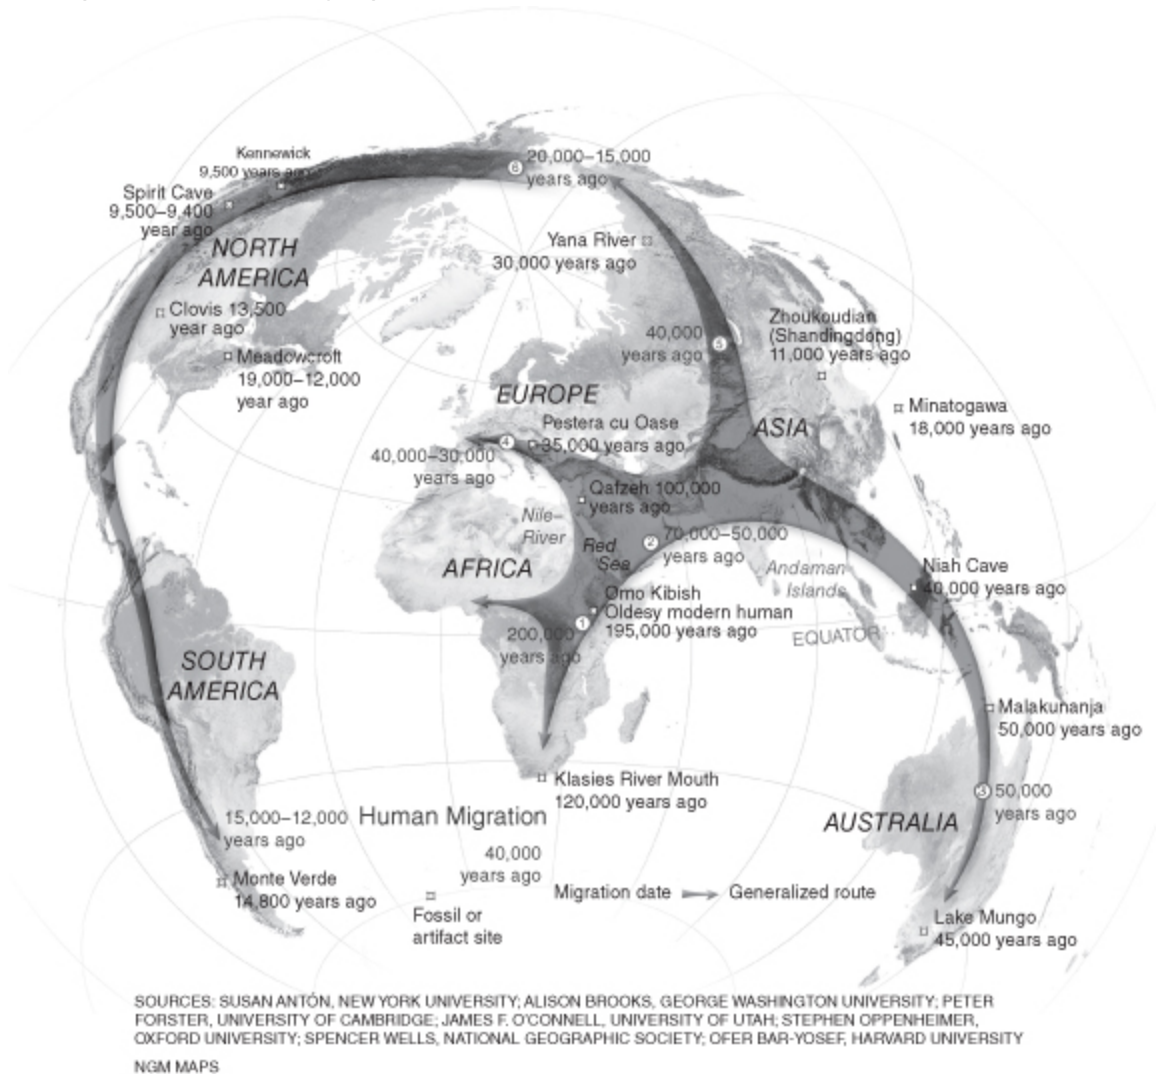 Kennewick
9,500 years ago
Spirit Cave
9,500–9,400
year ago
NORTH
AMERICA
Clovis 13,500
year ago
Meadowcroft
19,000–12,000
year ago
6
20,000–15,000
years ago
Yana River
30,000 years ago
40,000
years ago
5
Zhoukoudian
(Shandingdong)
11,000 years ago
Minatogawa
18,000 years ago
EUROPE
Pestera cu Oase
35,000 years ago
4
40,000–30,000
years ago
ASIA
Qafzeh 100,000
years ago
Nile–
River
Red
Sea
2
70,000–50,000
years ago
AFRICA
Andaman
Islands
Niah Cave
40,000 years ago
Omo Kibish
Oldesy modern human
195,000 years ago
1
200,000
years ago
EQUATOR
SOUTH
AMERICA
Malakunanja
50,000 years ago
Klasies River Mouth
120,000 years ago
3
50,000
years ago
AUSTRALIA
15,000–12,000
years ago
Monte Verde
14,800 years ago
Human Migration
40,000
years ago
Migration date
Generalized route
Fossil or
artifact site
Lake Mungo
45,000 years ago
SOURCES: SUSAN ANTÓN, NEW YORK UNIVERSITY; ALISON BROOKS, GEORGE WASHINGTON UNIVERSITY; PETER
FORSTER, UNIVERSITY OF CAMBRIDGE; JAMES F. O'CONNELL, UNIVERSITY OF UTAH; STEPHEN OPPENHEIMER,
OXFORD UNIVERSITY; SPENCER WELLS, NATIONAL GEOGRAPHIC SOCIETY; OFER BAR-YOSEF, HARVARD UNIVERSITY
NGM MAPS